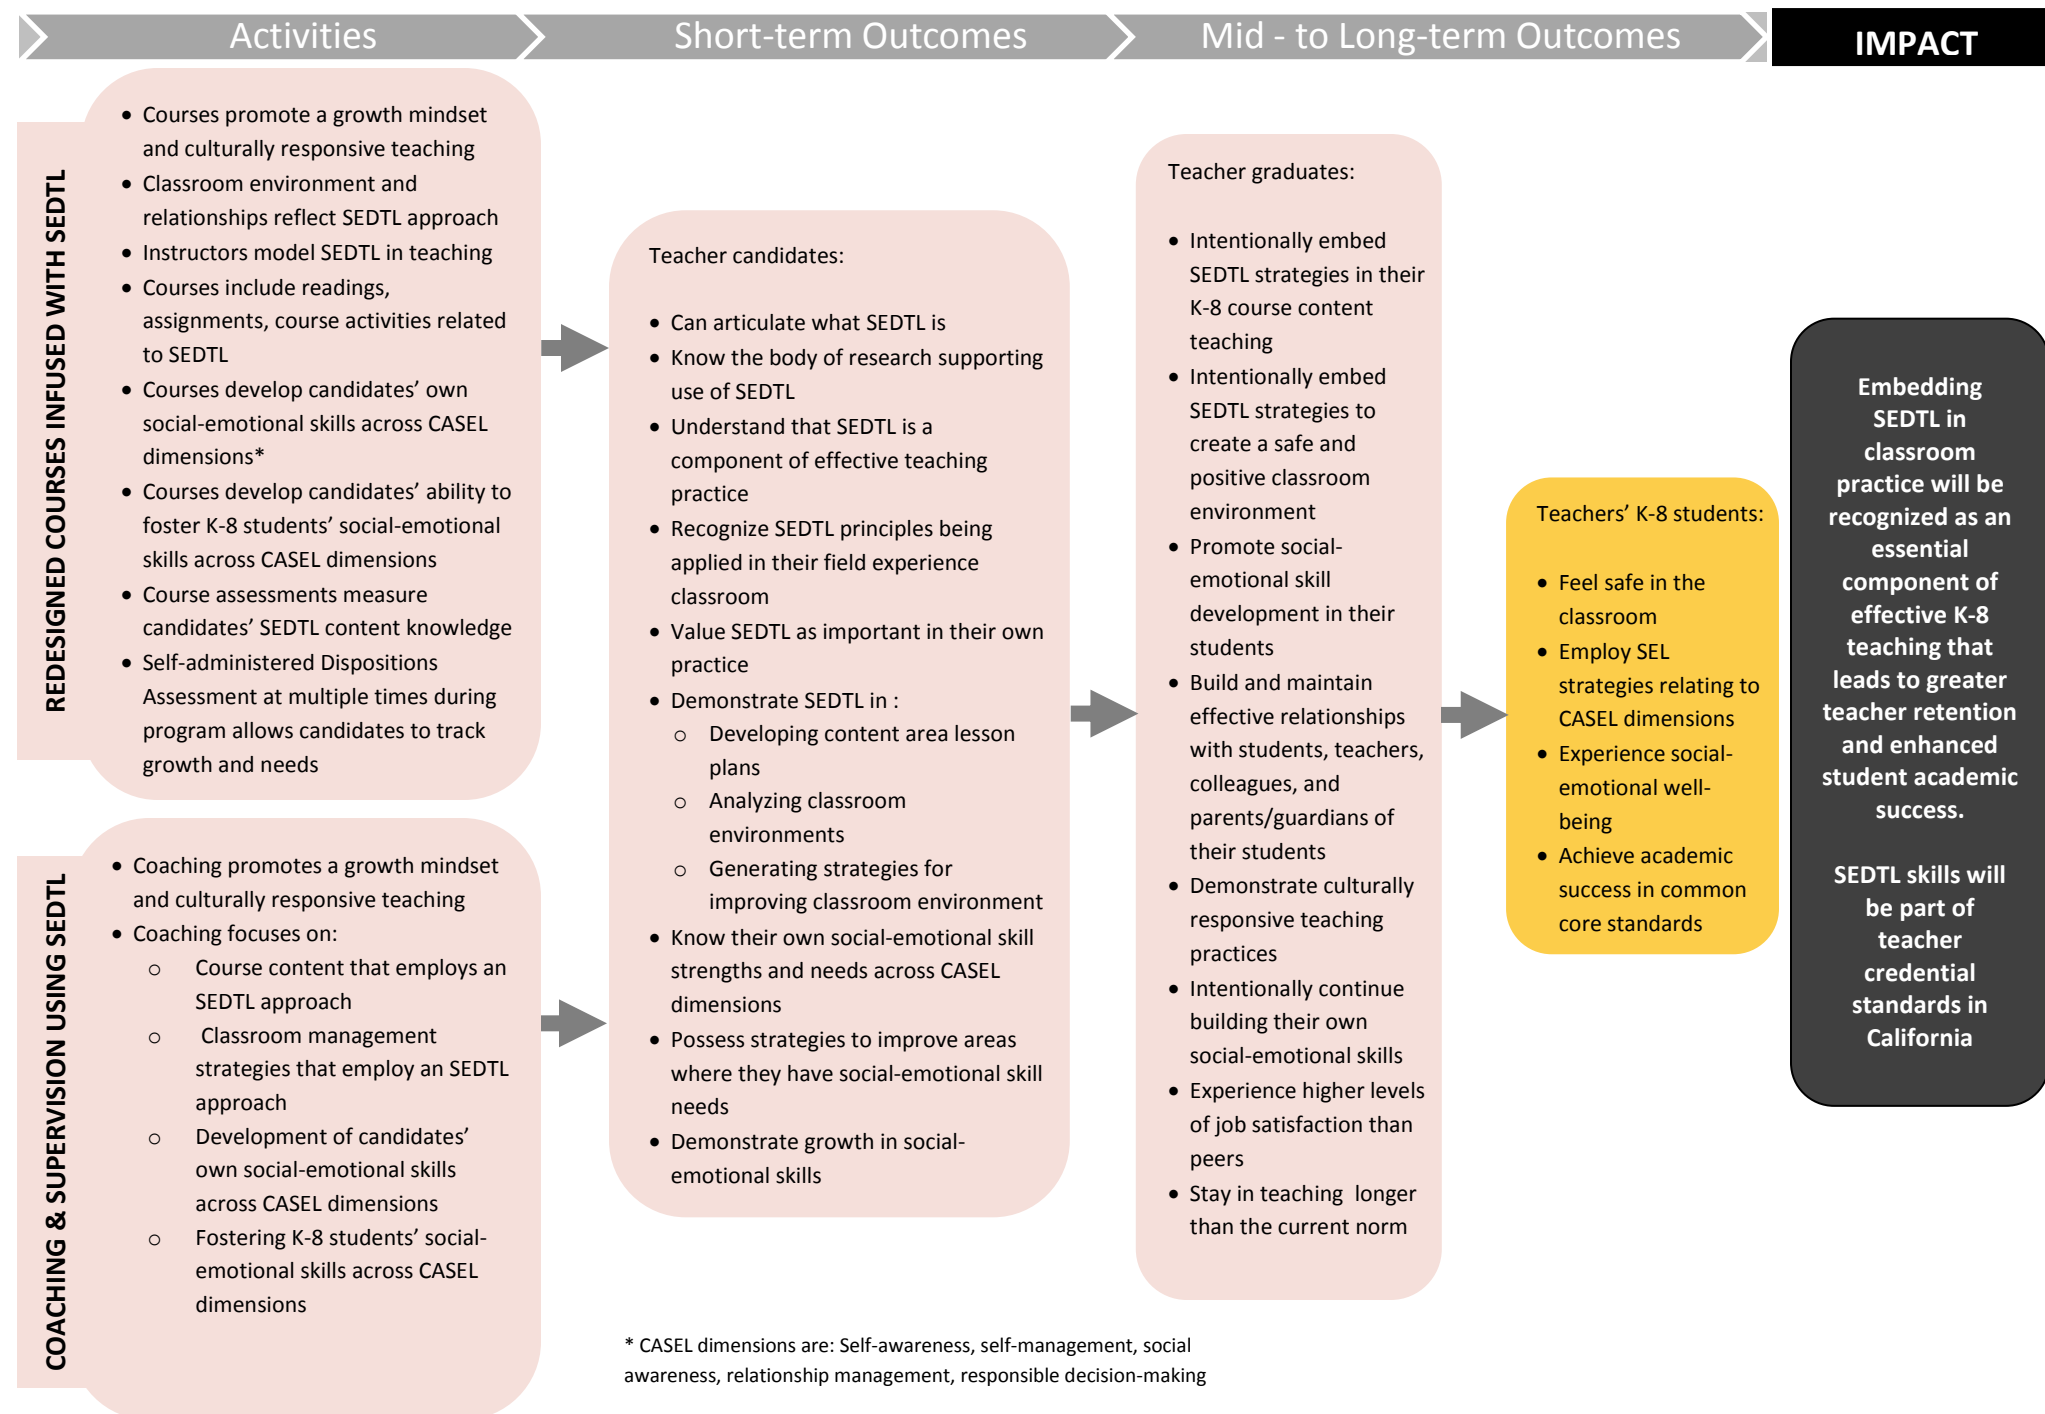 Activities
Short-term Outcomes
Mid - to Long-term Outcomes
IMPACT
REDESIGNED COURSES INFUSED WITH SEDTL
• Courses promote a growth mindset
and culturally responsive teaching
• Classroom environment and
relationships reflect SEDTL approach
• Instructors model SEDTL in teaching
• Courses include readings,
assignments, course activities related
to SEDTL
• Courses develop candidates’ own
social-emotional skills across CASEL
dimensions*
• Courses develop candidates’ ability to
foster K-8 students’ social-emotional
skills across CASEL dimensions
• Course assessments measure
candidates’ SEDTL content knowledge
• Self-administered Dispositions
Assessment at multiple times during
program allows candidates to track
growth and needs
COACHING & SUPERVISION USING SEDTL
• Coaching promotes a growth mindset
and culturally responsive teaching
• Coaching focuses on:
o Course content that employs an
SEDTL approach
o Classroom management
strategies that employ an SEDTL
approach
o Development of candidates’
own social-emotional skills
across CASEL dimensions
o Fostering K-8 students’ social-
emotional skills across CASEL
dimensions
Teacher candidates:
• Can articulate what SEDTL is
• Know the body of research supporting
use of SEDTL
• Understand that SEDTL is a
component of effective teaching
practice
• Recognize SEDTL principles being
applied in their field experience
classroom
• Value SEDTL as important in their own
practice
• Demonstrate SEDTL in :
o Developing content area lesson
plans
o Analyzing classroom
environments
o Generating strategies for
improving classroom environment
• Know their own social-emotional skill
strengths and needs across CASEL
dimensions
• Possess strategies to improve areas
where they have social-emotional skill
needs
• Demonstrate growth in social-
emotional skills
Teacher graduates:
• Intentionally embed
SEDTL strategies in their
K-8 course content
teaching
• Intentionally embed
SEDTL strategies to
create a safe and
positive classroom
environment
• Promote social-
emotional skill
development in their
students
• Build and maintain
effective relationships
with students, teachers,
colleagues, and
parents/guardians of
their students
• Demonstrate culturally
responsive teaching
practices
• Intentionally continue
building their own
social-emotional skills
• Experience higher levels
of job satisfaction than
peers
• Stay in teaching longer
than the current norm
Teachers’ K-8 students:
• Feel safe in the
classroom
• Employ SEL
strategies relating to
CASEL dimensions
• Experience social-
emotional well-
being
• Achieve academic
success in common
core standards
Embedding
SEDTL in
classroom
practice will be
recognized as an
essential
component of
effective K-8
teaching that
leads to greater
teacher retention
and enhanced
student academic
success.
SEDTL skills will
be part of
teacher
credential
standards in
California
* CASEL dimensions are: Self-awareness, self-management, social
awareness, relationship management, responsible decision-making